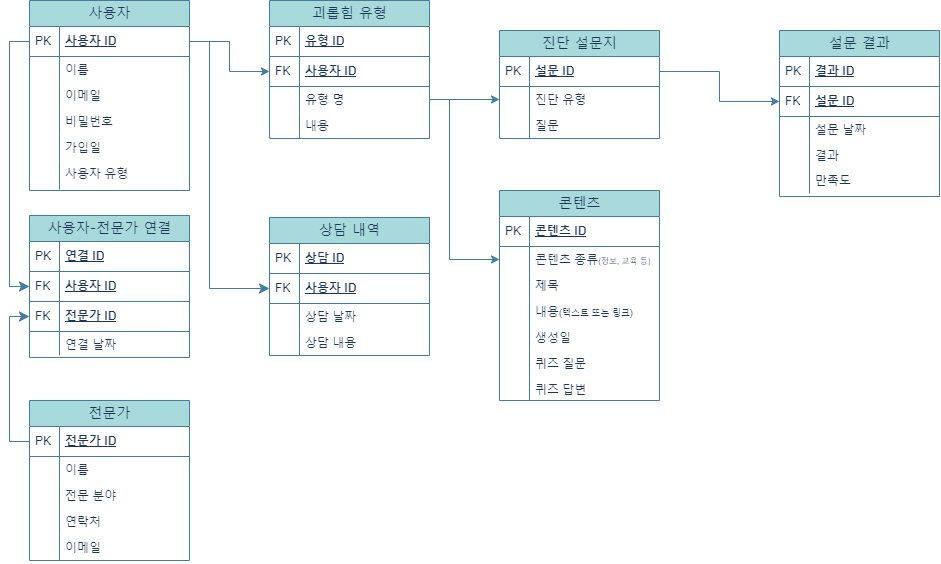 사용자
PK 사용자 ID
이름
이메일
비밀번호
가입일
사용자 유형
괴롭힘 유형
PK 유형 ID
FK 사용자 ID
유형 명
내용
진단 설문지
PK 설문 ID
진단 유형
질문
설문 결과
PK 결과 ID
FK 설문 ID
설문 날짜
결과
만족도
사용자-전문가 연결
PK 연결 ID
FK 사용자 ID
FK 전문가 ID
연결 날짜
상담 내역
PK 상담 ID
FK 사용자 ID
상담 날짜
상담 내용
콘텐츠
PK 콘텐츠 ID
콘텐츠 종류(정보, 교육 등)
제목
내용(텍스트 또는 링크)
생성일
퀴즈 질문
퀴즈 답변
전문가
PK 전문가 ID
이름
전문 분야
연락처
이메일